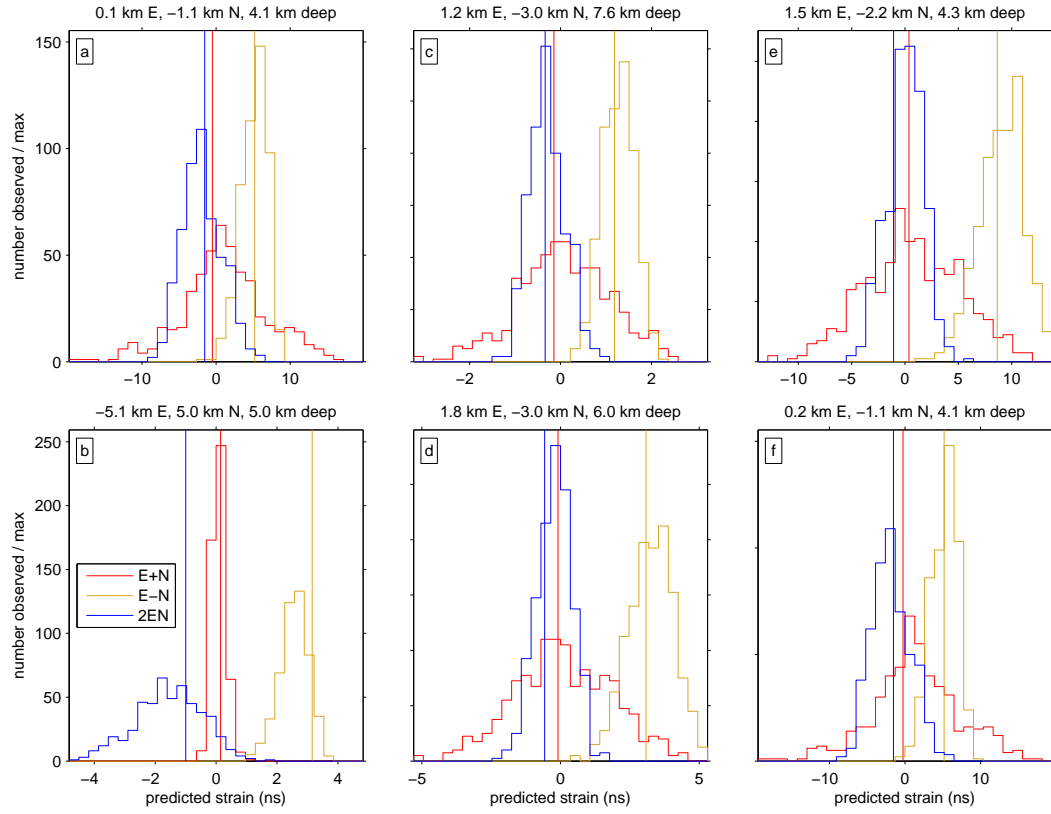 0.1 km E, −1.1 km N, 4.1 km deep
1.2 km E, −3.0 km N, 7.6 km deep
1.5 km E, −2.2 km N, 4.3 km deep
a
c
e
150
100
50
0
number observed / max
−10 0 10
−2 0 2
−10 −5 0 5 10
−5.1 km E, 5.0 km N, 5.0 km deep
1.8 km E, −3.0 km N, 6.0 km deep
0.2 km E, −1.1 km N, 4.1 km deep
b
d
f
250
200
150
100
50
0
number observed / max
E+N
E−N
2EN
−4 −2 0 2 4
−5 0 5
−10 0 10
predicted strain (ns)
predicted strain (ns)
predicted strain (ns)